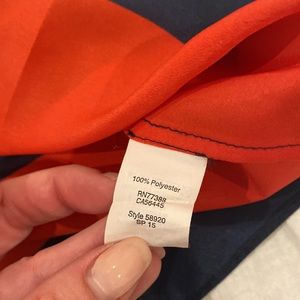 100% Polyester
RN77388
CA56445
Style 58920
SP 15